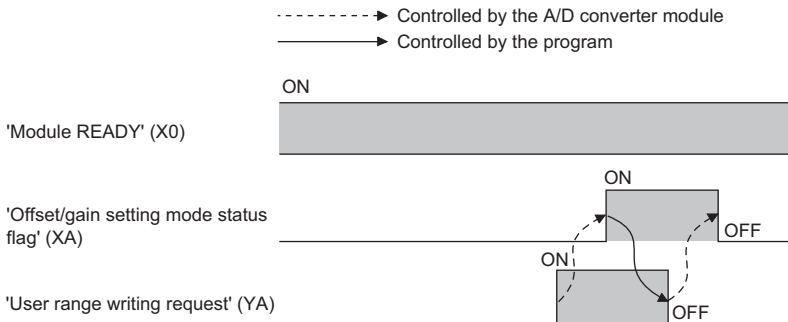 Controlled by the A/D converter module
Controlled by the program
ON
'Module READY' (X0)
ON
'Offset/gain setting mode status
flag' (XA)
OFF
ON
'User range writing request' (YA)
OFF